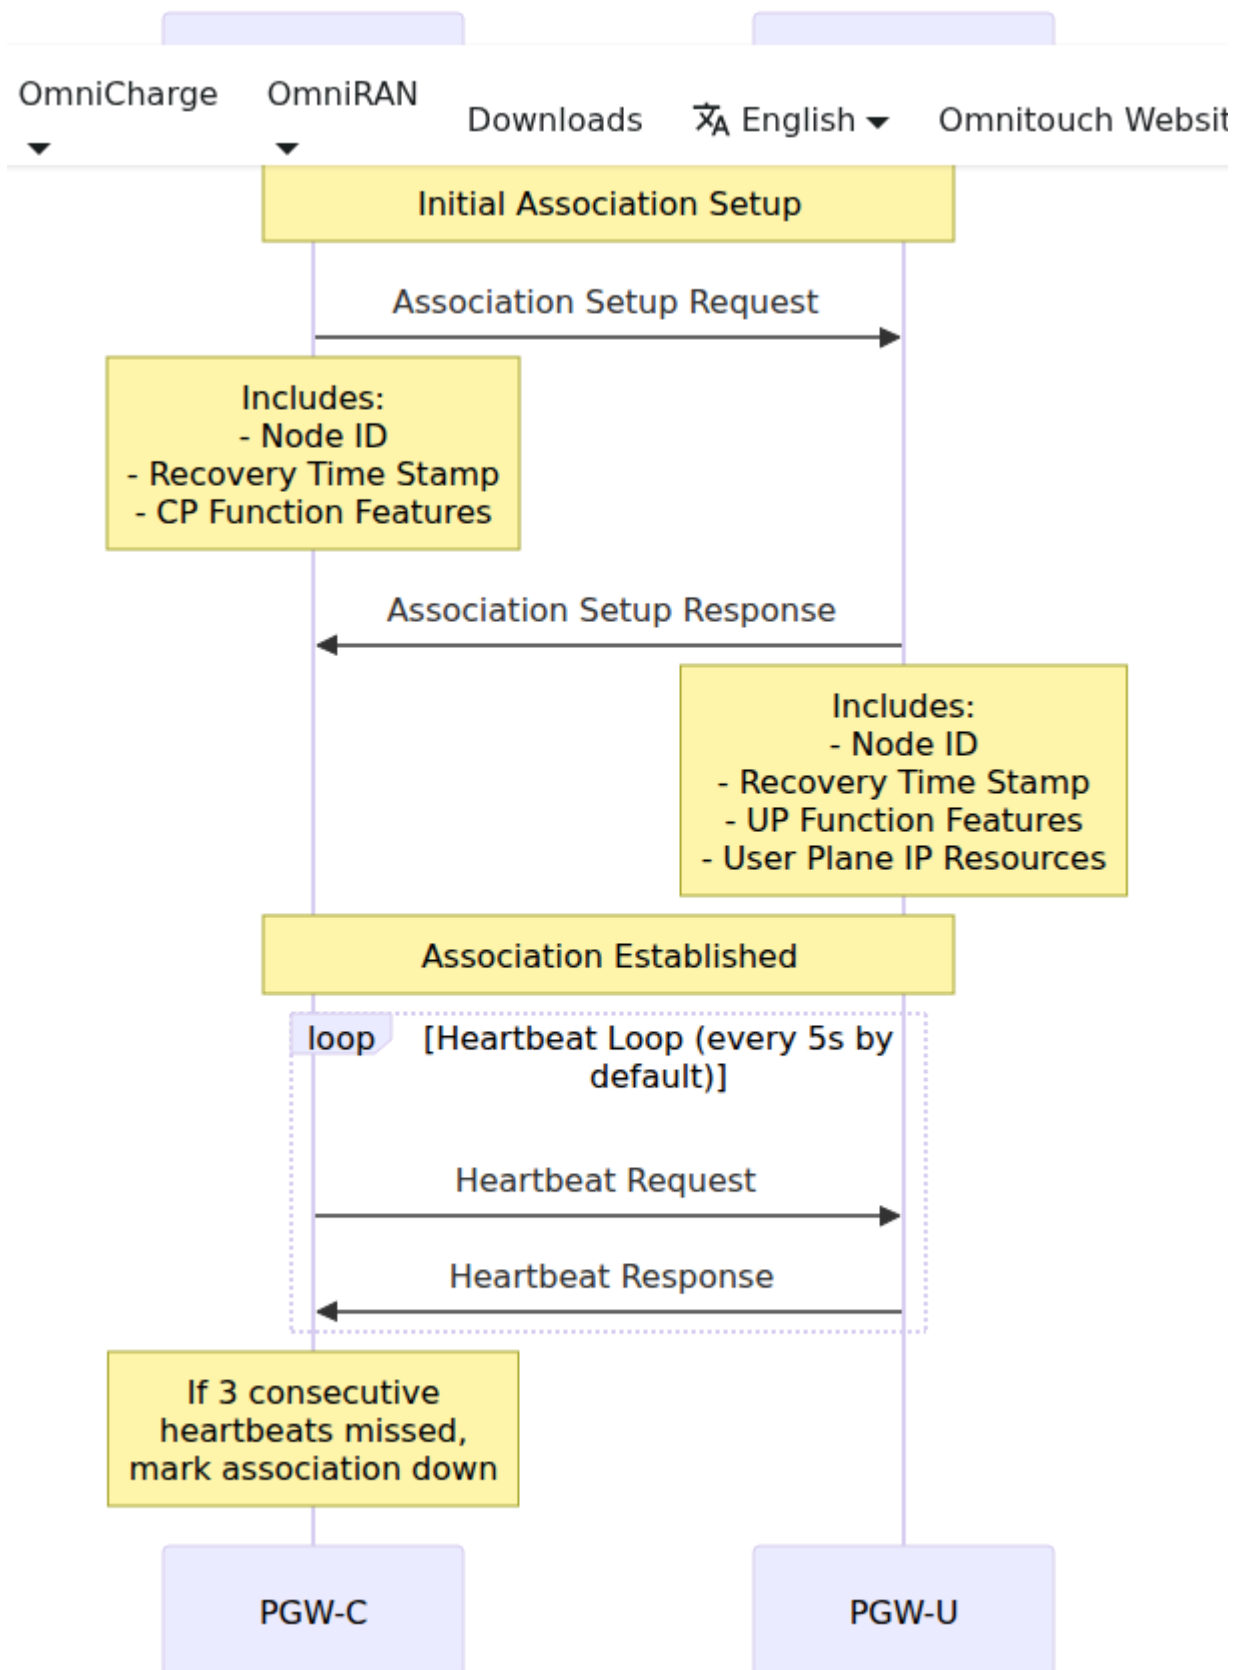 OmniCharge
OmniRAN
Downloads
English
Omnitouch Websit
Initial Association Setup
Association Setup Request
Includes:
- Node ID
- Recovery Time Stamp
- CP Function Features
Association Setup Response
Includes:
- Node ID
- Recovery Time Stamp
- UP Function Features
- User Plane IP Resources
Association Established
loop
[Heartbeat Loop (every 5s by
default)]
Heartbeat Request
Heartbeat Response
If 3 consecutive
heartbeats missed,
mark association down
PGW-C
PGW-U